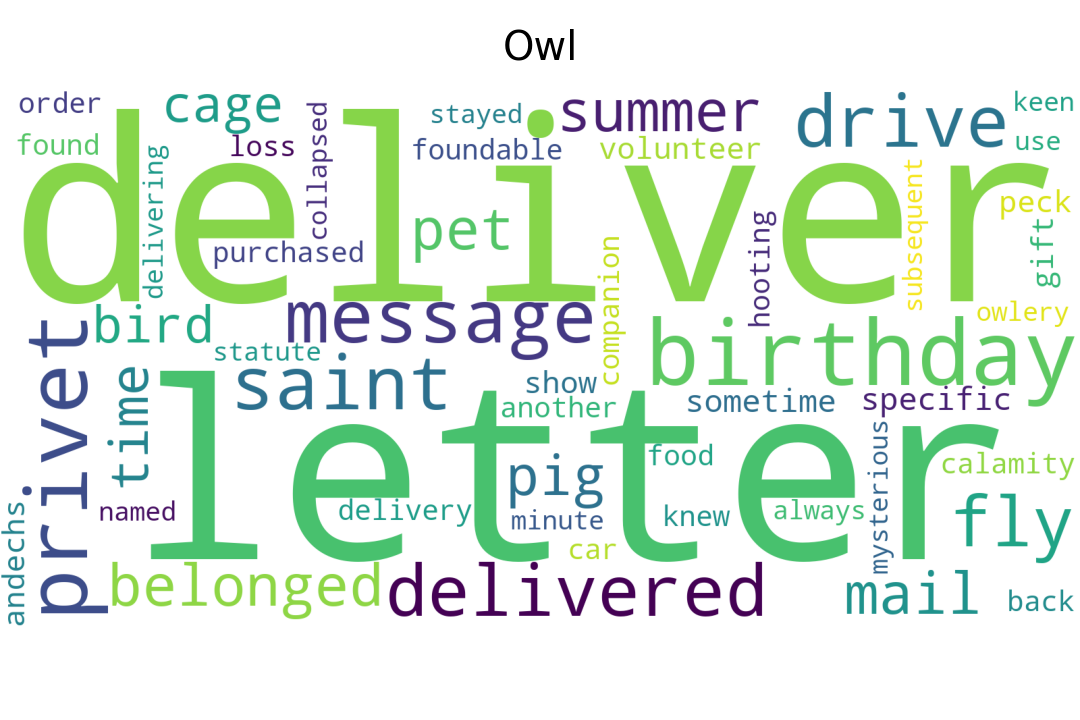 Owl
order
cage
stayed
summer
drive
keen
found
loss
collapsed
foundable
volunteer
use
deliver
delivering
purchased
pet
companion
hooting
subsequent
peck
gift
owlery
privet
bird
message
statute
birthday
time
saint
show
another
sometime
specific
letter
pig
food
mysterious
calamity
andechs
named
delivery
minute
knew
always
fly
car
belonged
delivered
mail
back